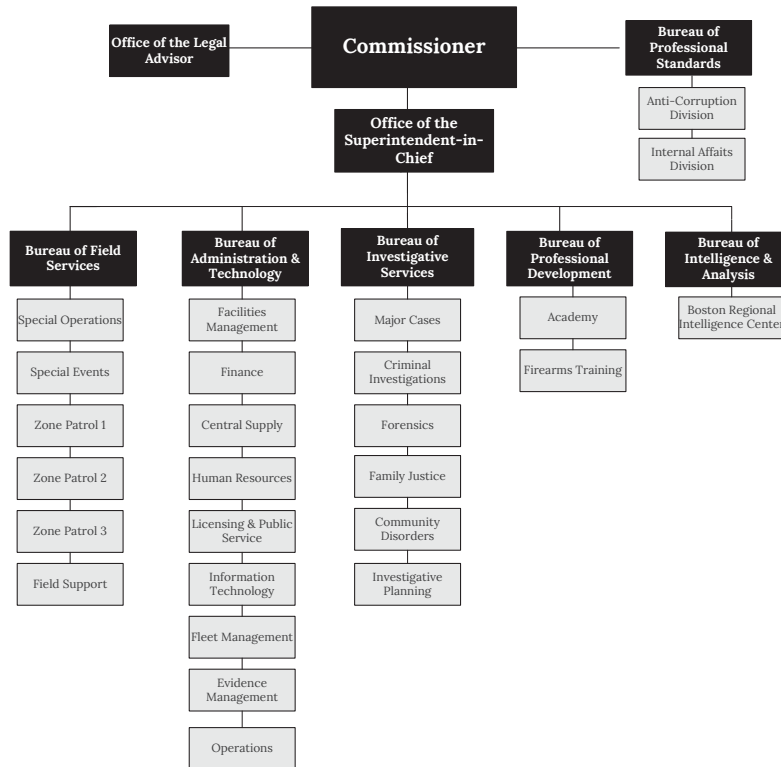 Office of the Legal
Advisor
Commissioner
Bureau of
Professional
Standards
Anti-Corruption
Division
Internal Affaits
Division
Office of the
Superintendent-in-
Chief
Bureau of Field
Services
Special Operations
Special Events
Zone Patrol 1
Zone Patrol 2
Zone Patrol 3
Field Support
Bureau of
Administration &
Technology
Facilities
Management
Finance
Central Supply
Human Resources
Licensing & Public
Service
Information
Technology
Fleet Management
Evidence
Management
Operations
Bureau of
Investigative
Services
Major Cases
Criminal
Investigations
Forensics
Family Justice
Community
Disorders
Investigative
Planning
Bureau of
Professional
Development
Academy
Firearms Training
Bureau of
Intelligence &
Analysis
Boston Regional
Intelligence Center